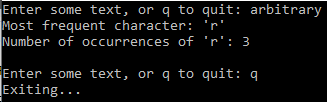 Enter some text, or q to quit: arbitrary
Most frequent character: 'r'
Number of occurrences of 'r': 3
Enter some text, or q to quit: q
Exiting...